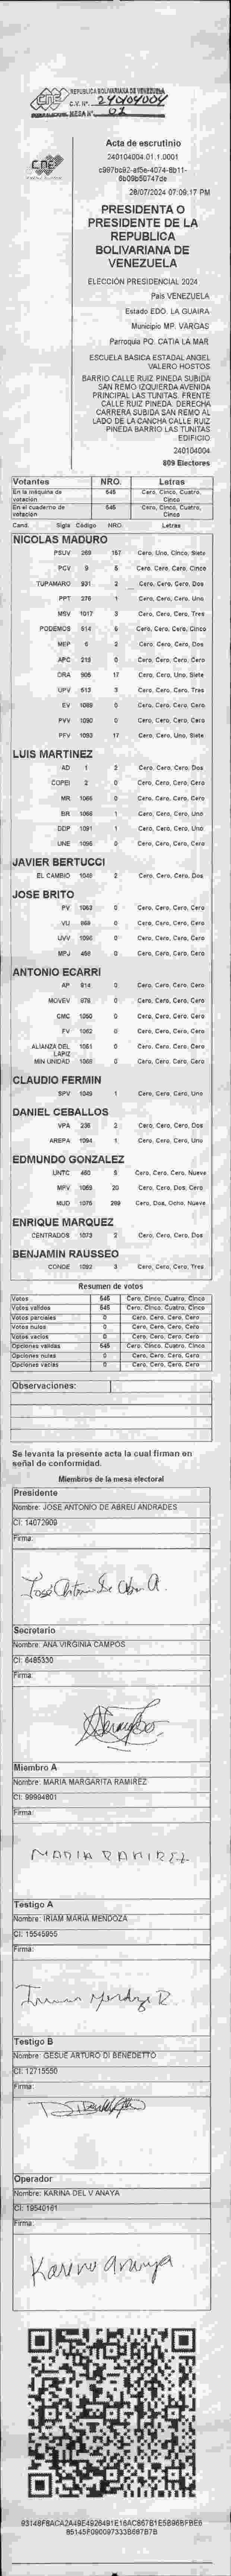 REPUBLICA BOLIVARIANA DE VENEZUELA
CNE
C.V. Nº. 240104004
MESA Nº. 01
Acta de escrutinio
240104004.01.1.0001
28/07/2024 07:09:17 PM
PRESIDENTA O
PRESIDENTE DE LA
REPUBLICA
BOLIVARIANA DE
VENEZUELA
ELECCIÓN PRESIDENCIAL 2024
País VENEZUELA
Estado EDO. LA GUAIRA
Municipio MP. VARGAS
Parroquia PQ. CATIA LA MAR
ESCUELA BASICA ESTADAL ANGEL
VALERO HOSTOS
BARRIO CALLE RUIZ PINEDA SUBIDA
SAN REMO IZQUIERDA AVENIDA
PRINCIPAL LAS TUNITAS. FRENTE
CALLE RUIZ PINEDA DERECHA
CARRERA SUBIDA SAN REMO AL
LADO DE LA CANCHA CALLE RUIZ
PINEDA BARRIO LAS TUNITAS
EDIFICIO
240104004
809 Electores
Votantes NRO. Letras
En la máquina de votación 545 Cero, Cinco, Cuatro, Cinco
En el cuaderno de votación 545 Cero, Cinco, Cuatro, Cinco
Cand. Sigla Código NRO. Letras
NICOLAS MADURO
PSUV 269 157 Cero, Uno, Cinco, Siete
PCV 9 5 Cero, Cero, Cero, Cinco
TUPAMARO 931 2 Cero, Cero, Cero, Dos
PPT 276 1 Cero, Cero, Cero, Uno
MSV 1017 3 Cero, Cero, Cero, Tres
PODEMOS 614 5 Cero, Cero, Cero, Cinco
MEP 6 2 Cero, Cero, Cero, Dos
APC 218 0 Cero, Cero, Cero, Cero
ORA 905 17 Cero, Cero, Uno, Siete
UPV 613 3 Cero, Cero, Cero, Tres
EV 1089 0 Cero, Cero, Cero, Cero
PVV 1090 0 Cero, Cero, Cero, Cero
PFV 1093 17 Cero, Cero, Uno, Siete
LUIS MARTINEZ
AD 1 2 Cero, Cero, Cero, Dos
COPEI 2 0 Cero, Cero, Cero, Cero
MR 1066 0 Cero, Cero, Cero, Cero
BR 1068 1 Cero, Cero, Cero, Uno
DDP 1091 1 Cero, Cero, Cero, Uno
UNE 1095 0 Cero, Cero, Cero, Cero
JAVIER BERTUCCI
EL CAMBIO 1048 2 Cero, Cero, Cero, Dos
JOSE BRITO
PV 1063 0 Cero, Cero, Cero, Cero
VU 868 0 Cero, Cero, Cero, Cero
UVV 1096 0 Cero, Cero, Cero, Cero
MPJ 458 0 Cero, Cero, Cero, Cero
ANTONIO ECARRI
AP 914 0 Cero, Cero, Cero, Cero
MOVEV 978 0 Cero, Cero, Cero, Cero
CMC 1050 0 Cero, Cero, Cero, Cero
FV 1062 0 Cero, Cero, Cero, Cero
ALIANZA DEL LAPIZ 1051 0 Cero, Cero, Cero, Cero
MIN UNIDAD 1065 0 Cero, Cero, Cero, Cero
CLAUDIO FERMIN
SPV 1049 1 Cero, Cero, Cero, Uno
DANIEL CEBALLOS
VPA 236 2 Cero, Cero, Cero, Dos
AREPA 1094 1 Cero, Cero, Cero, Uno
EDMUNDO GONZALEZ
UNTC 460 9 Cero, Cero, Cero, Nueve
MPV 1069 20 Cero, Cero, Dos, Cero
MUD 1075 289 Cero, Dos, Ocho, Nueve
ENRIQUE MARQUEZ
CENTRADOS 1073 2 Cero, Cero, Cero, Dos
BENJAMIN RAUSSEO
CONDE 1092 3 Cero, Cero, Cero, Tres
Resumen de votos
Votos 545 Cero, Cinco, Cuatro, Cinco
Votos válidos 545 Cero, Cinco, Cuatro, Cinco
Votos parciales 0 Cero, Cero, Cero, Cero
Votos nulos 0 Cero, Cero, Cero, Cero
Votos vacíos 0 Cero, Cero, Cero, Cero
Opciones válidas 545 Cero, Cinco, Cuatro, Cinco
Opciones nulas 0 Cero, Cero, Cero, Cero
Opciones vacías 0 Cero, Cero, Cero, Cero
Observaciones:
Se levanta la presente acta la cual firman en
señal de conformidad.
Miembros de la mesa electoral
Presidente
Nombre: JOSE ANTONIO DE ABREU ANDRADES
CI: 14072909
Firma:
José Antonio De Abreu A.
Secretario
Nombre: ANA VIRGINIA CAMPOS
CI: 6485330
Firma:
Miembro A
Nombre: MARIA MARGARITA RAMIREZ
CI: 99994801
Firma:
MARIA RAMIREZ
Testigo A
Nombre: IRIAM MARIA MENDOZA
CI: 15545955
Firma:
Testigo B
Nombre: GESUE ARTURO DI BENEDETTO
CI: 12715550
Firma:
Operador
Nombre: KARINA DEL V ANAYA
CI: 19540161
Firma:
Karina Anaya